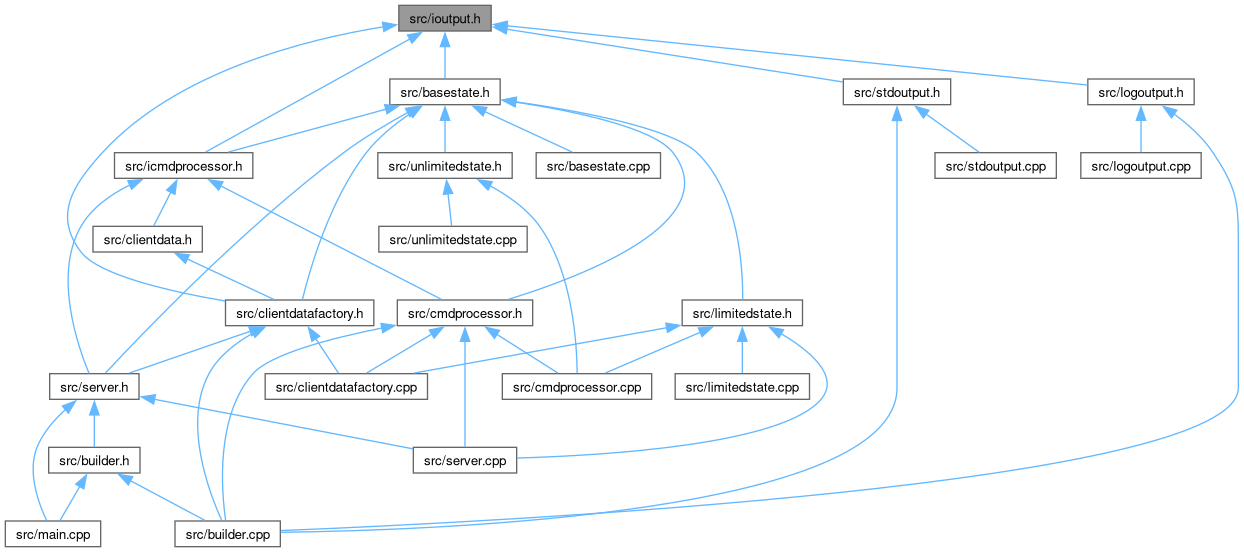 src/ioutput.h
src/basestate.h
src/stdoutput.h
src/logoutput.h
src/icmdprocessor.h
src/unlimitedstate.h
src/basestate.cpp
src/stdoutput.cpp
src/logoutput.cpp
src/clientdata.h
src/unlimitedstate.cpp
src/clientdatafactory.h
src/cmdprocessor.h
src/limitedstate.h
src/server.h
src/clientdatafactory.cpp
src/cmdprocessor.cpp
src/limitedstate.cpp
src/builder.h
src/server.cpp
src/main.cpp
src/builder.cpp